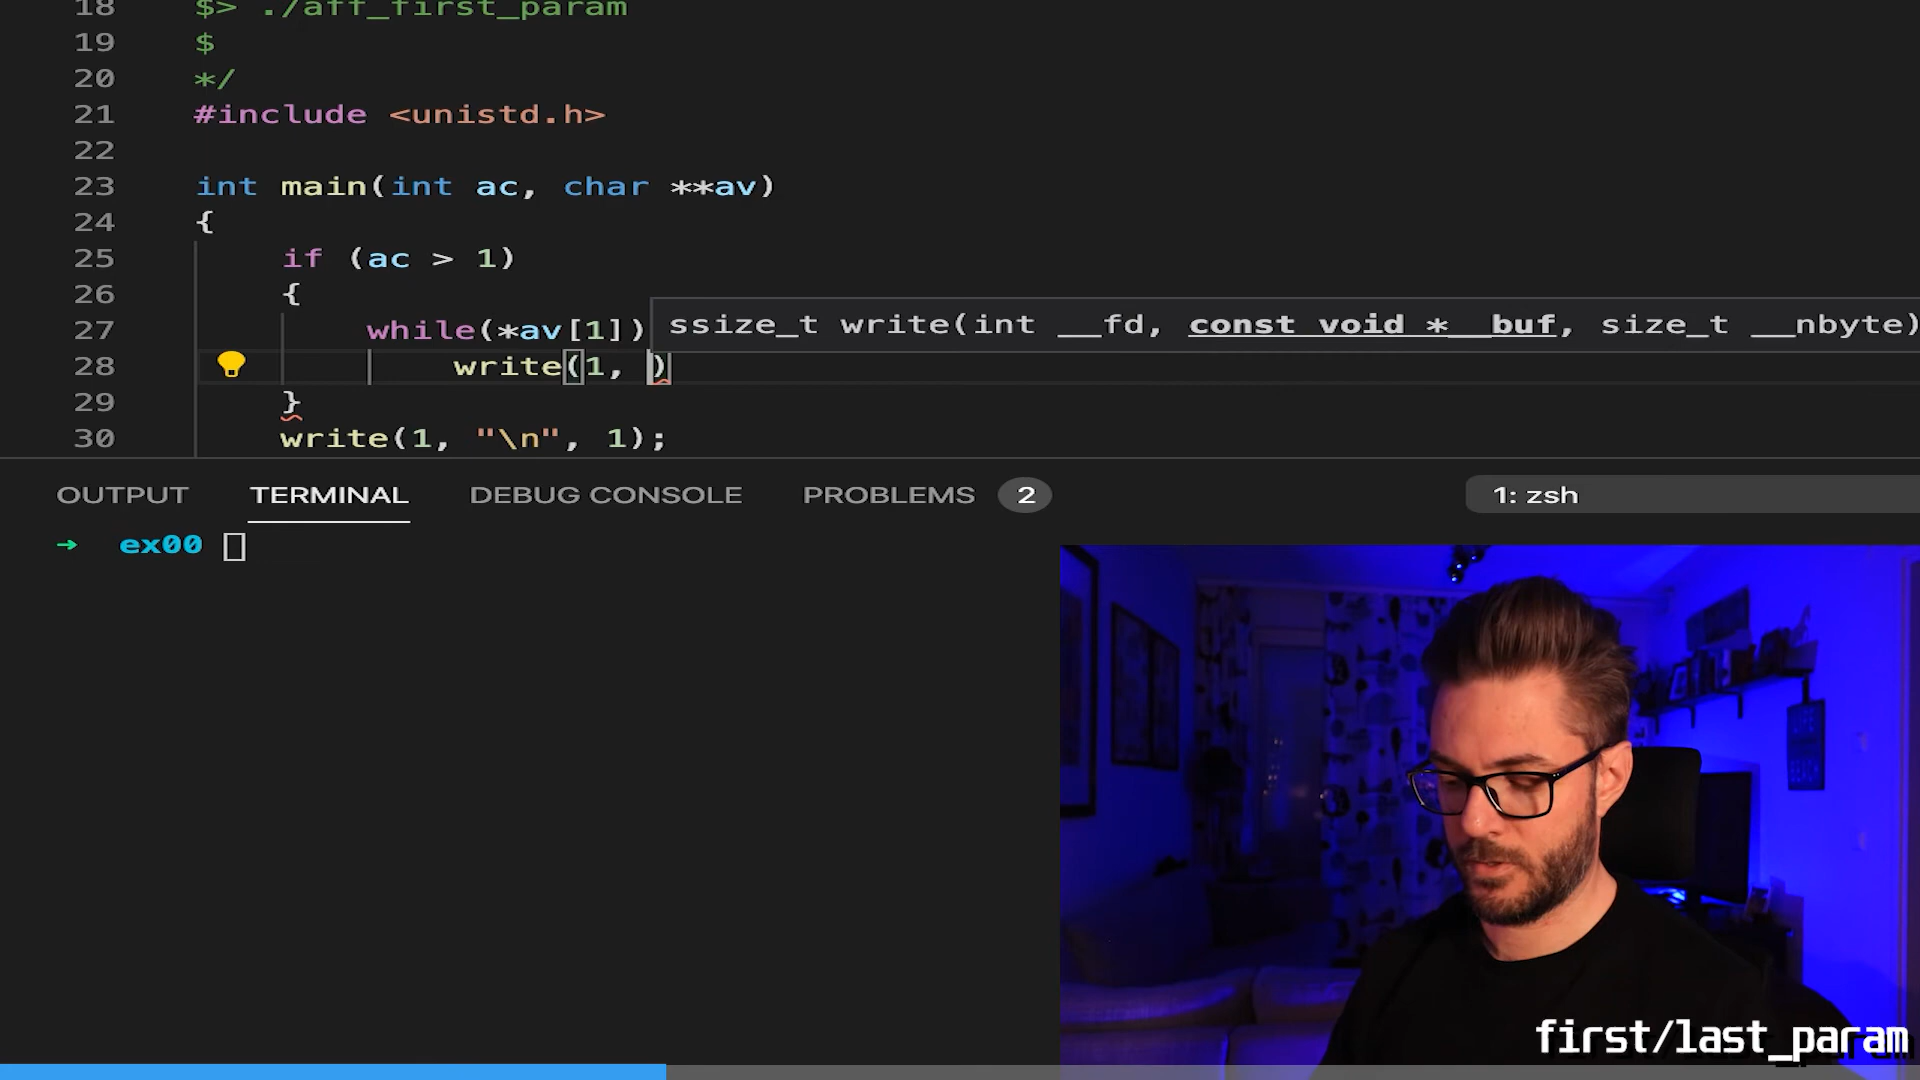 18 $> ./aff_first_param
19 $
20 */
21 #include <unistd.h>
22
23 int main(int ac, char **av)
24 {
25 if (ac > 1)
26 {
27 while(*av[1])
ssize_t write(int __fd, const void *__buf, size_t __nbyte)
28 write(1, )
29 }
30 write(1, "\n", 1);
OUTPUT TERMINAL DEBUG CONSOLE PROBLEMS 2 1: zsh
→ ex00
LIFE
BEACH
first/last_param